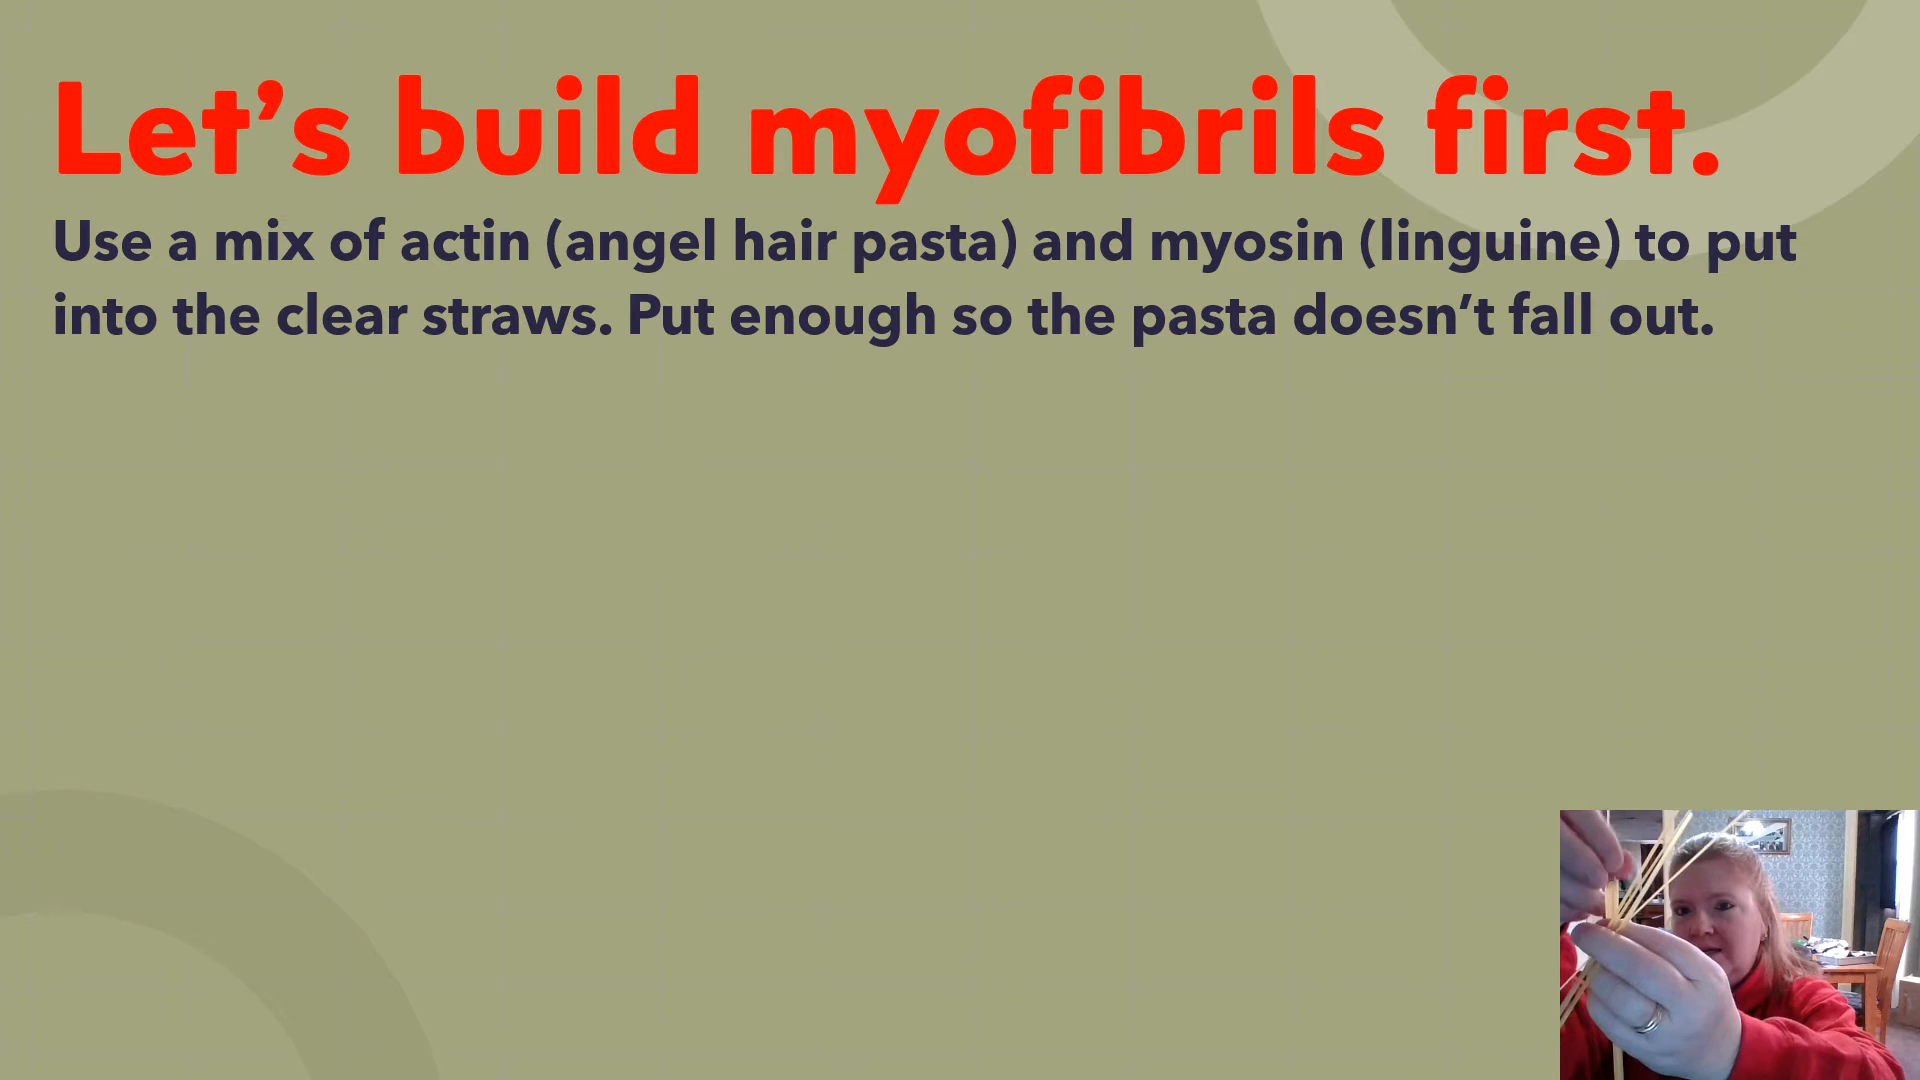 Let’s build myofibrils first.
Use a mix of actin (angel hair pasta) and myosin (linguine) to put
into the clear straws. Put enough so the pasta doesn’t fall out.